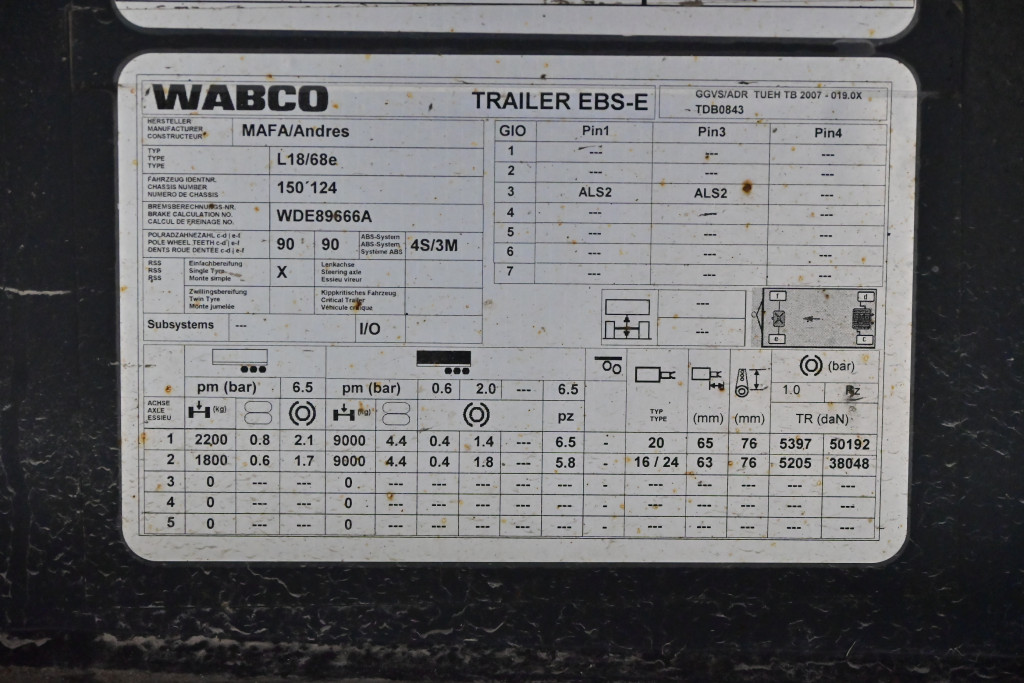 WABCO TRAILER EBS-E GGVS/ADR TUEH TB 2007 - 019.0X
TDB0843
HERSTELLER
MANUFACTURER
CONSTRUCTEUR
MAFA/Andres
TYP
TYPE
TYPE
L18/68e
FAHRZEUG IDENTNR.
CHASSIS NUMBER
NUMERO DE CHASSIS
150´124
BREMSBERECHNUNGS-NR.
BRAKE CALCULATION NO.
CALCUL DE FREINAGE NO.
WDE89666A
POLRADZAHNEZAHL c-d | e-f
POLE WHEEL TEETH c-d | e-f
DENTS ROUE DENTÉE c-d | e-f
90 90
ABS-System
ABS-System
Systeme ABS
4S/3M
RSS
RSS
RSS
Einfachbereifung
Single Tyre
Monte simple
X
Lenkachse
Steering axle
Essieu vireur
Zwillingsbereifung
Twin Tyre
Monte jumelée
Kippkritisches Fahrzeug
Critical Trailer
Véhicule critique
Subsystems --- I/O
GIO Pin1 Pin3 Pin4
1 --- --- ---
2 --- --- ---
3 ALS2 ALS2 ---
4 --- --- ---
5 --- --- ---
6 --- --- ---
7 --- --- ---
---
---
f d
e c
pm (bar) 6.5 pm (bar) 0.6 2.0 --- 6.5
(bar)
1.0
ACHSE
AXLE
ESSIEU
(kg) (kg) pz
TYP
TYPE
(mm) (mm) TR (daN)
1 2200 0.8 2.1 9000 4.4 0.4 1.4 --- 6.5 - 20 65 76 5397 50192
2 1800 0.6 1.7 9000 4.4 0.4 1.8 --- 5.8 - 16 / 24 63 76 5205 38048
3 0 --- --- 0 --- --- --- --- --- - --- --- --- --- ---
4 0 --- --- 0 --- --- --- --- --- - --- --- --- --- ---
5 0 --- --- 0 --- --- --- --- --- - --- --- --- --- ---